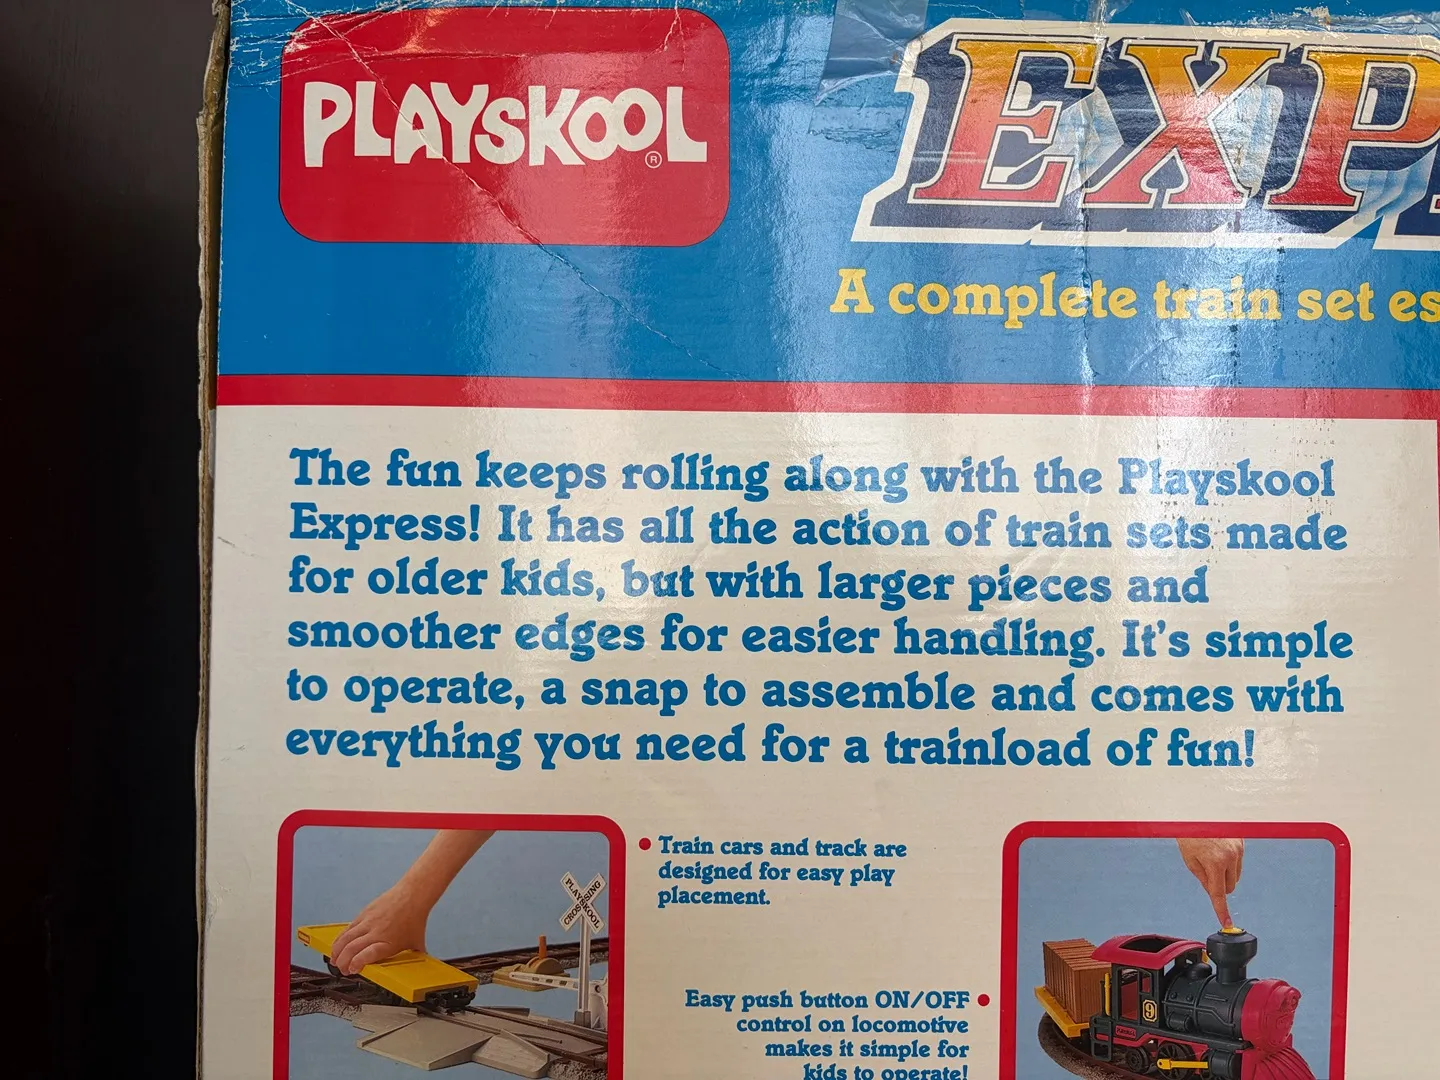 PLAYSKOOL®
EXP
A complete train set es
The fun keeps rolling along with the Playskool
Express! It has all the action of train sets made
for older kids, but with larger pieces and
smoother edges for easier handling. It's simple
to operate, a snap to assemble and comes with
everything you need for a trainload of fun!
Train cars and track are
designed for easy play
placement.
PLAYSKOOL
CROSSING
Easy push button ON/OFF
control on locomotive
makes it simple for
kids to operate!
9